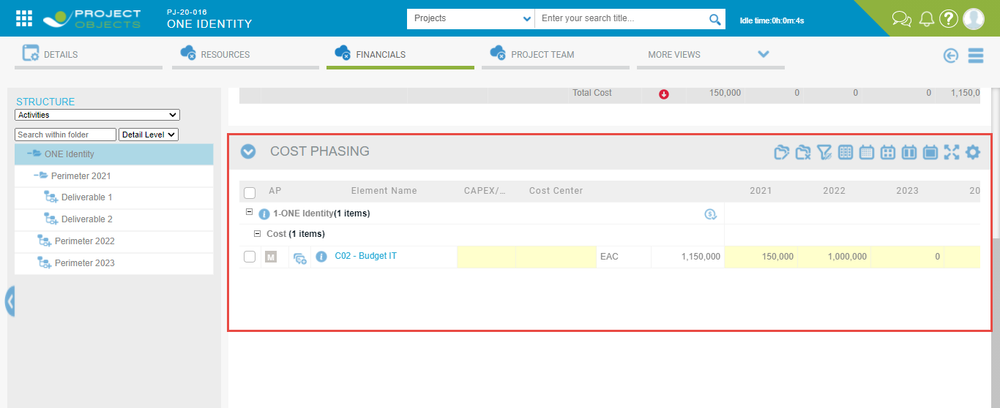 PROJECT OBJECTS
PJ-20-016
ONE IDENTITY
Projects
Enter your search title...
Idle time:0h:0m:4s
DETAILS
RESOURCES
FINANCIALS
PROJECT TEAM
MORE VIEWS
STRUCTURE
Activities
Search within folder
Detail Level
ONE Identity
Perimeter 2021
Deliverable 1
Deliverable 2
Perimeter 2022
Perimeter 2023
Total Cost 150,000 0 0 0 1,150,0
COST PHASING
AP Element Name CAPEX/... Cost Center 2021 2022 2023 20
1-ONE Identity(1 items)
Cost (1 items)
M C02 - Budget IT EAC 1,150,000 150,000 1,000,000 0